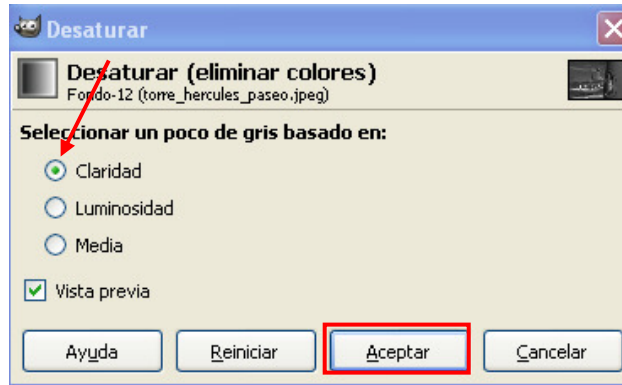 Desaturar
Desaturar (eliminar colores)
Fondo-12 (torre_hercules_paseo.jpeg)
Seleccionar un poco de gris basado en:
Claridad
Luminosidad
Media
Vista previa
Ayuda Reiniciar Aceptar Cancelar